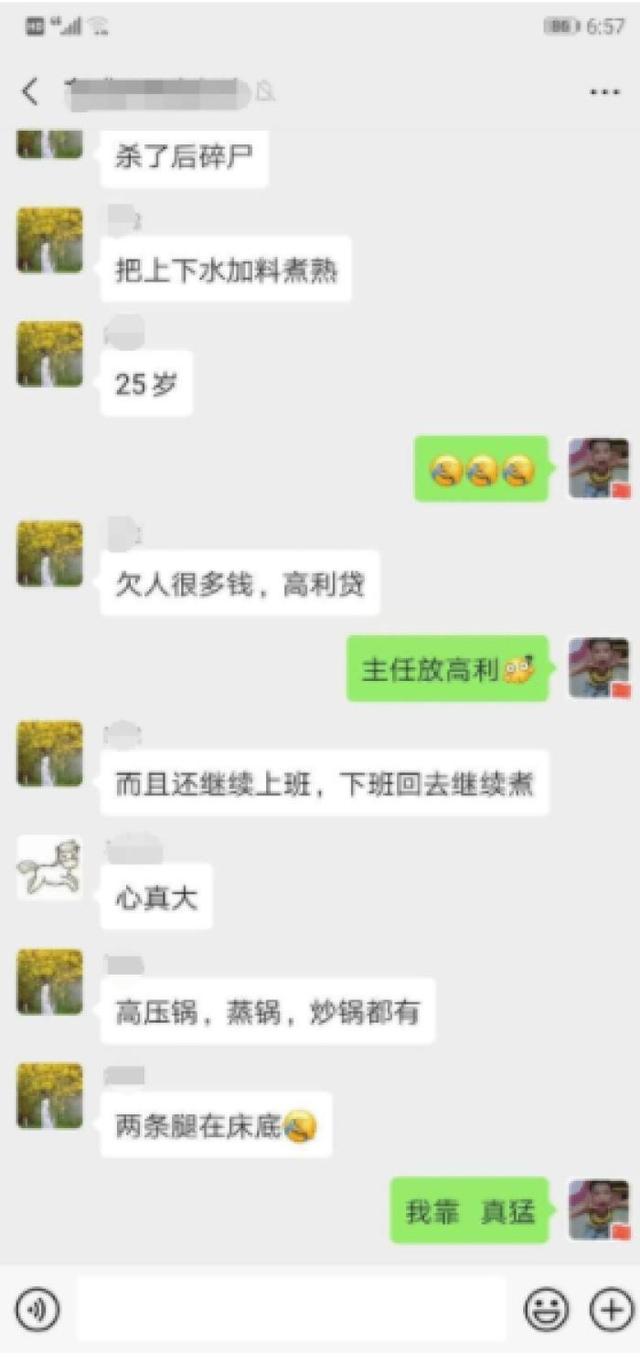 6:57
杀了后碎尸
把上下水加料煮熟
25岁
欠人很多钱，高利贷
主任放高利
而且还继续上班，下班回去继续煮
心真大
高压锅，蒸锅，炒锅都有
两条腿在床底
我靠 真猛